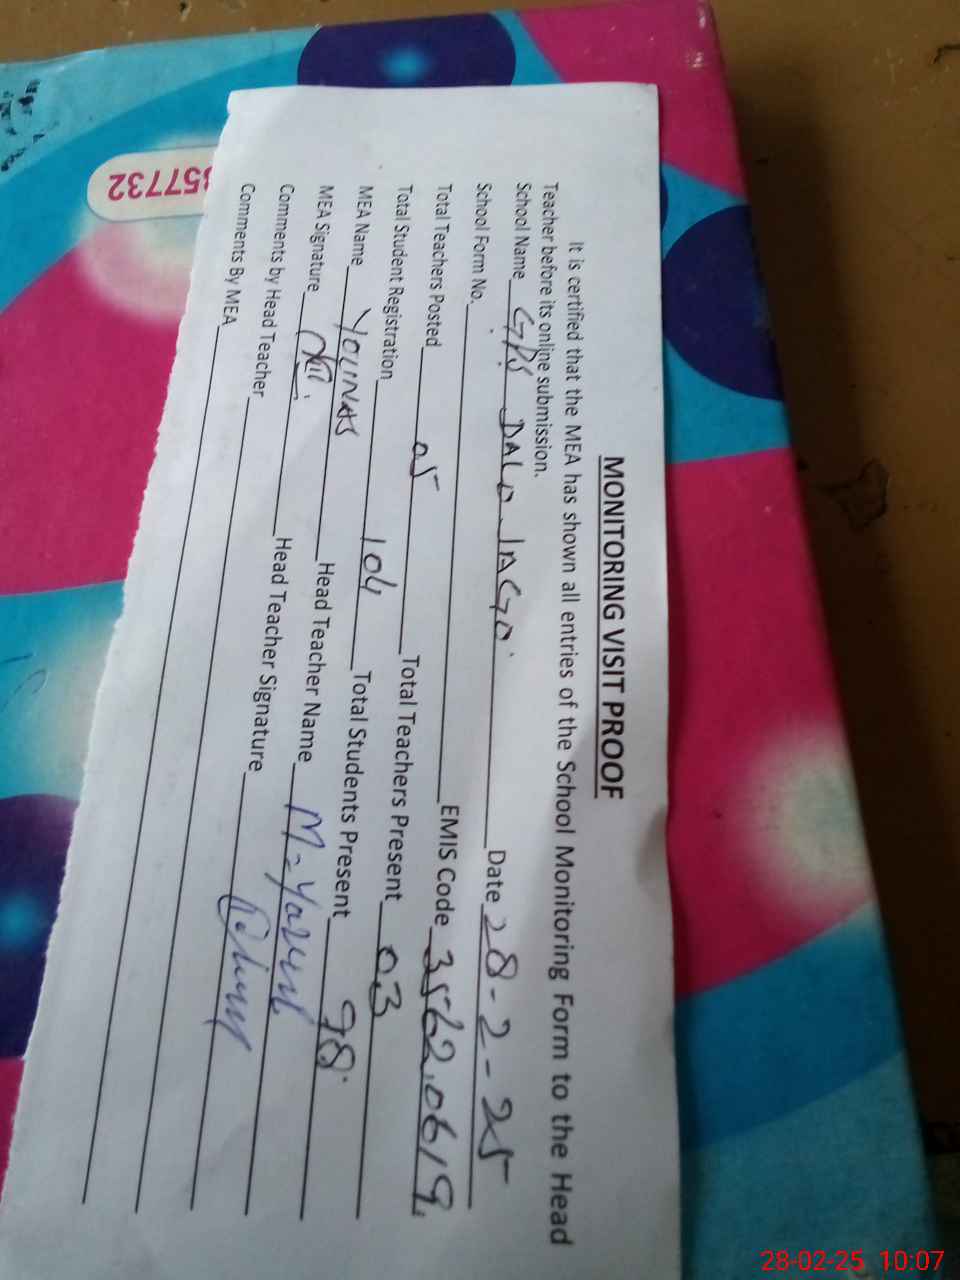 MONITORING VISIT PROOF
It is certified that the MEA has shown all entries of the School Monitoring Form to the Head
Teacher before its online submission.
School Name GPS DALO JAGO Date 28-2-25
School Form No. EMIS Code 35620619
Total Teachers Posted 05 Total Teachers Present 03
Total Student Registration 104 Total Students Present 98
MEA Name YOUNAS Head Teacher Name M-
MEA Signature Head Teacher Signature
Comments by Head Teacher
Comments By MEA
57732
28-02-25 10:07